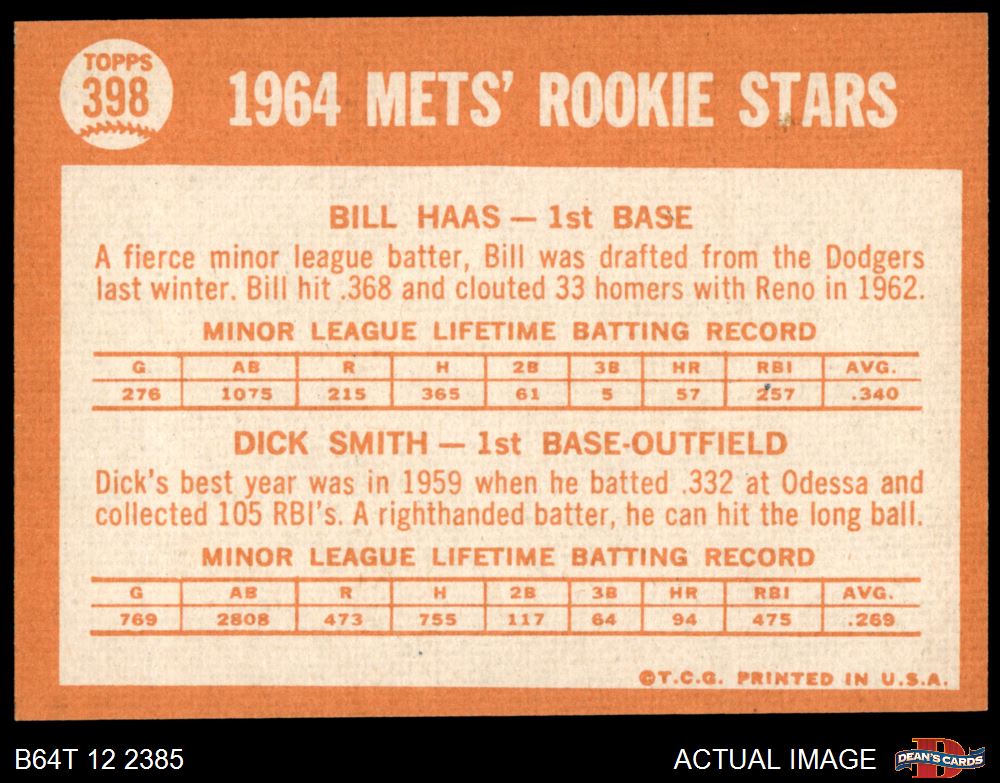 TOPPS
398
1964 METS' ROOKIE STARS
BILL HAAS — 1st BASE
A fierce minor league batter, Bill was drafted from the Dodgers
last winter. Bill hit .368 and clouted 33 homers with Reno in 1962.
MINOR LEAGUE LIFETIME BATTING RECORD
G AB R H 2B 3B HR RBI AVG.
276 1075 215 365 61 5 57 257 .340
DICK SMITH — 1st BASE-OUTFIELD
Dick's best year was in 1959 when he batted .332 at Odessa and
collected 105 RBI's. A righthanded batter, he can hit the long ball.
MINOR LEAGUE LIFETIME BATTING RECORD
G AB R H 2B 3B HR RBI AVG.
769 2808 473 755 117 64 94 475 .269
©T.C.G. PRINTED IN U.S.A.
B64T 12 2385
ACTUAL IMAGE
D
DEAN'S CARDS